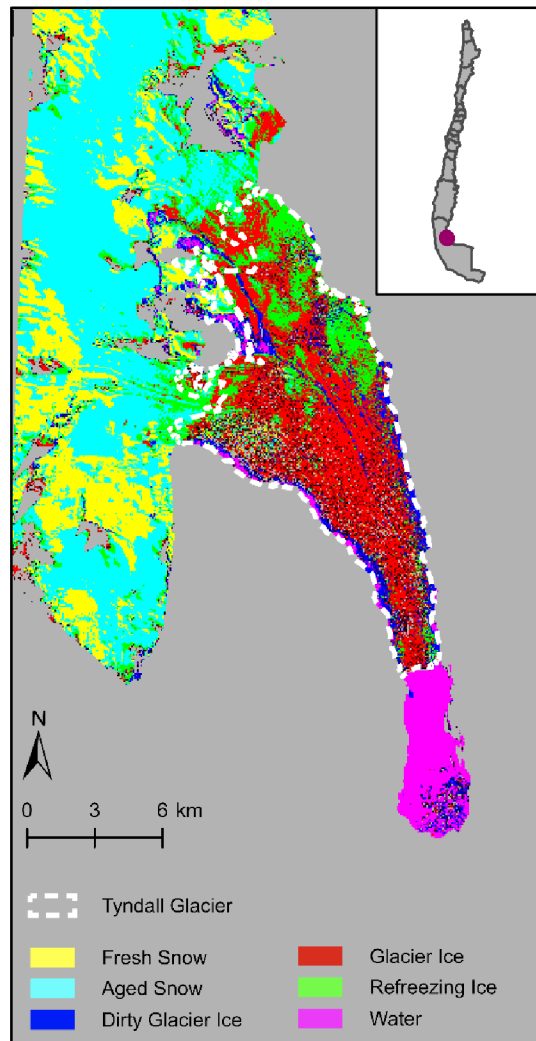 N
0 3 6 km
Tyndall Glacier
Fresh Snow
Glacier Ice
Aged Snow
Refreezing Ice
Dirty Glacier Ice
Water